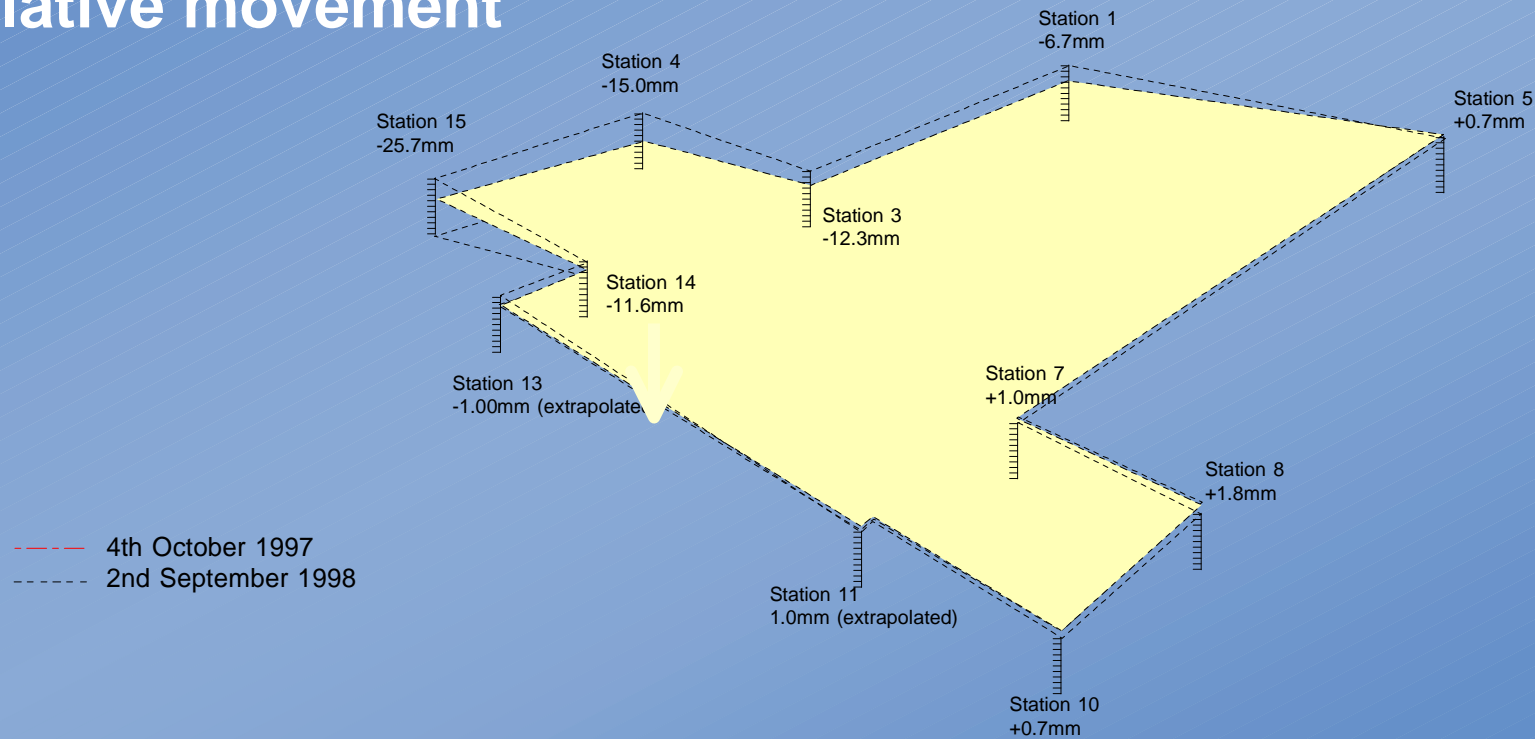 lative movement
Station 1
-6.7mm
Station 4
-15.0mm
Station 5
+0.7mm
Station 15
-25.7mm
Station 3
-12.3mm
Station 14
-11.6mm
Station 7
+1.0mm
Station 13
-1.00mm (extrapolate
Station 8
+1.8mm
4th October 1997
2nd September 1998
Station 11
1.0mm (extrapolated)
Station 10
+0.7mm